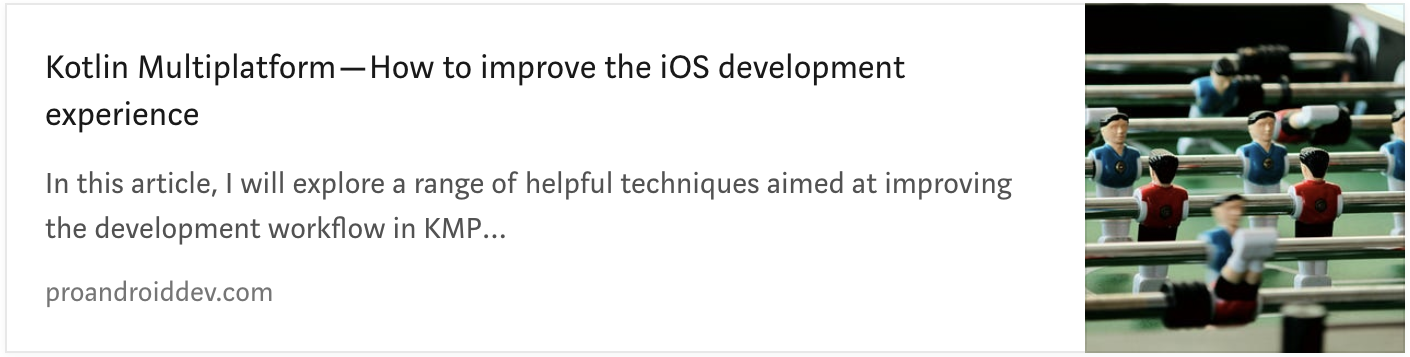 Kotlin Multiplatform — How to improve the iOS development
experience
In this article, I will explore a range of helpful techniques aimed at improving
the development workflow in KMP...
proandroiddev.com